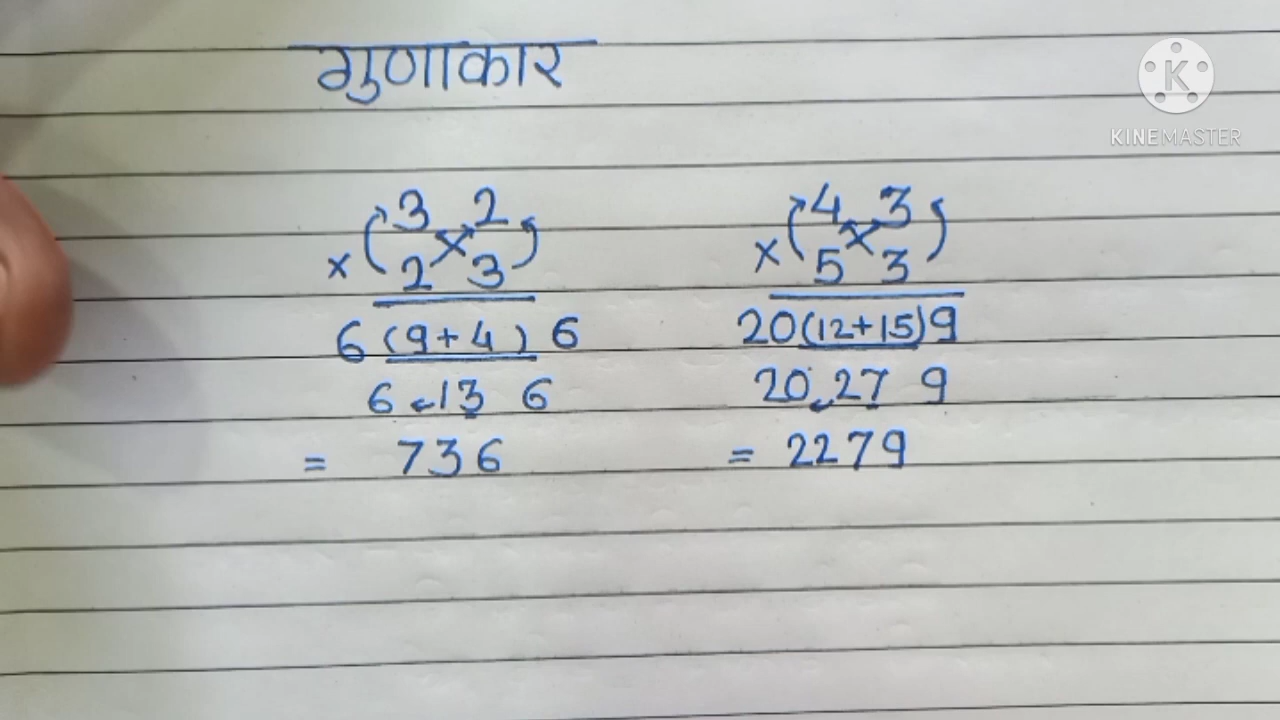 गुणाकार
K
KINEMASTER
3 2
× 2 3
6 (9+4) 6
6 13 6
= 736
4 3
× 5 3
20(12+15)9
20 27 9
= 2279